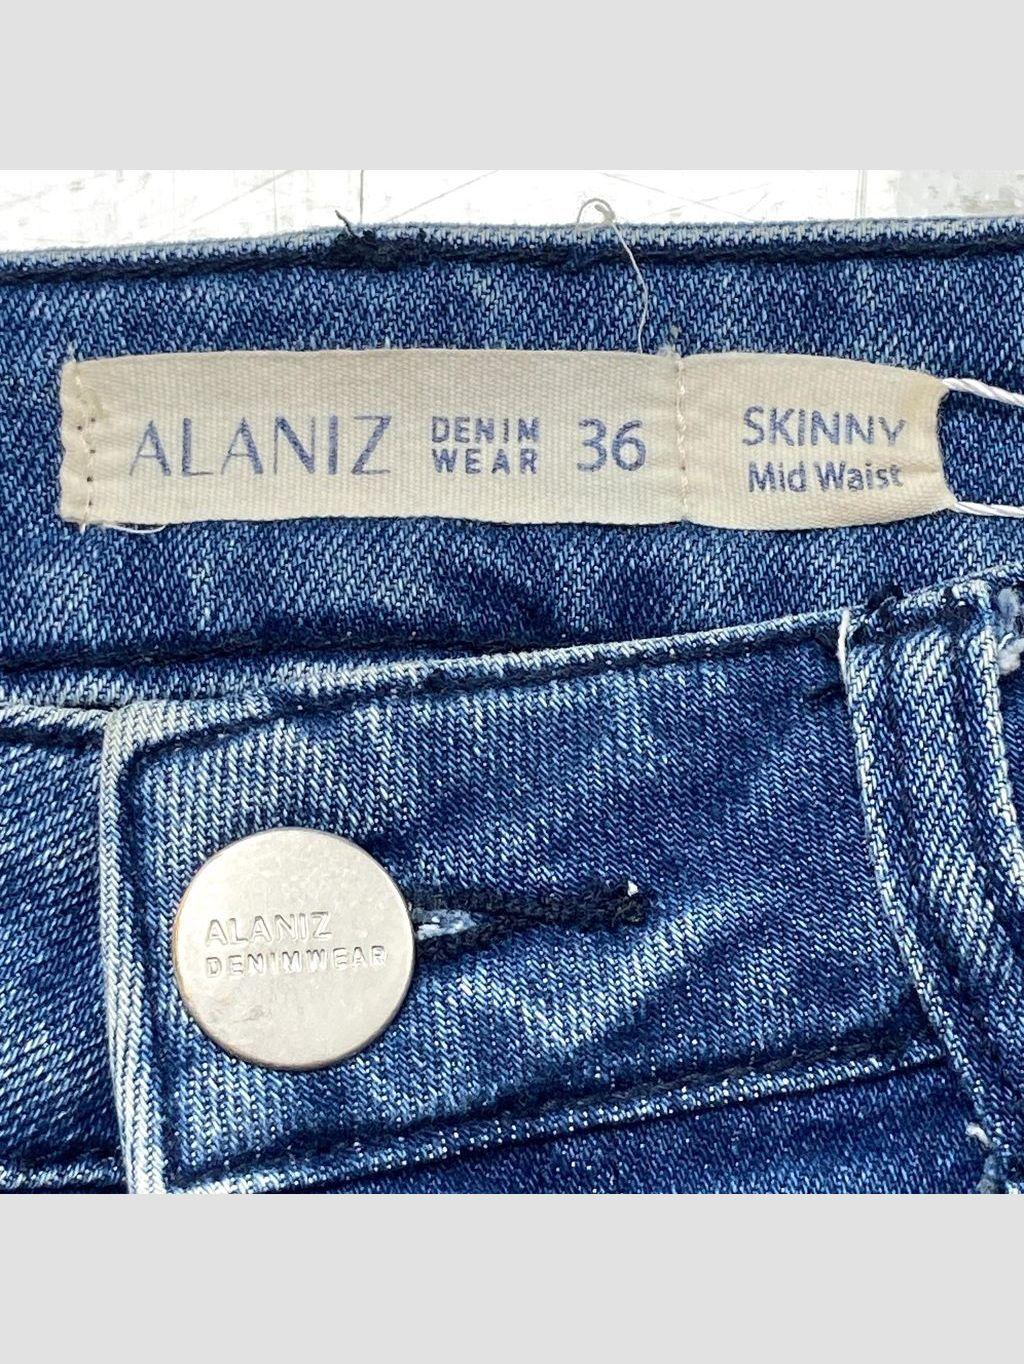 ALANIZ DENIM WEAR 36
SKINNY
Mid Waist
ALANIZ
DENIMWEAR